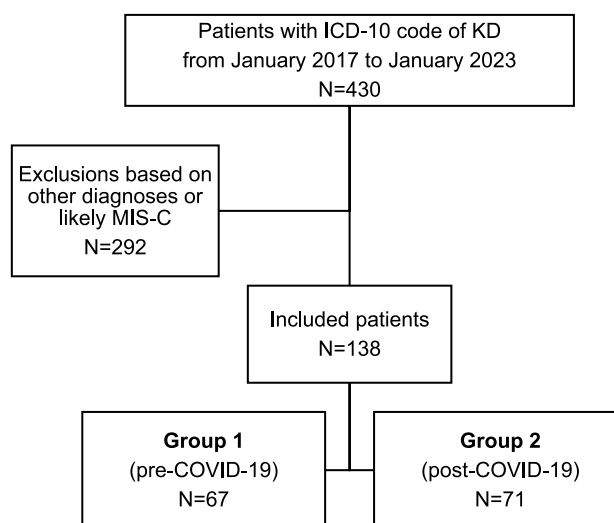 Patients with ICD-10 code of KD
from January 2017 to January 2023
N=430
Exclusions based on
other diagnoses or
likely MIS-C
N=292
Included patients
N=138
Group 1
(pre-COVID-19)
N=67
Group 2
(post-COVID-19)
N=71